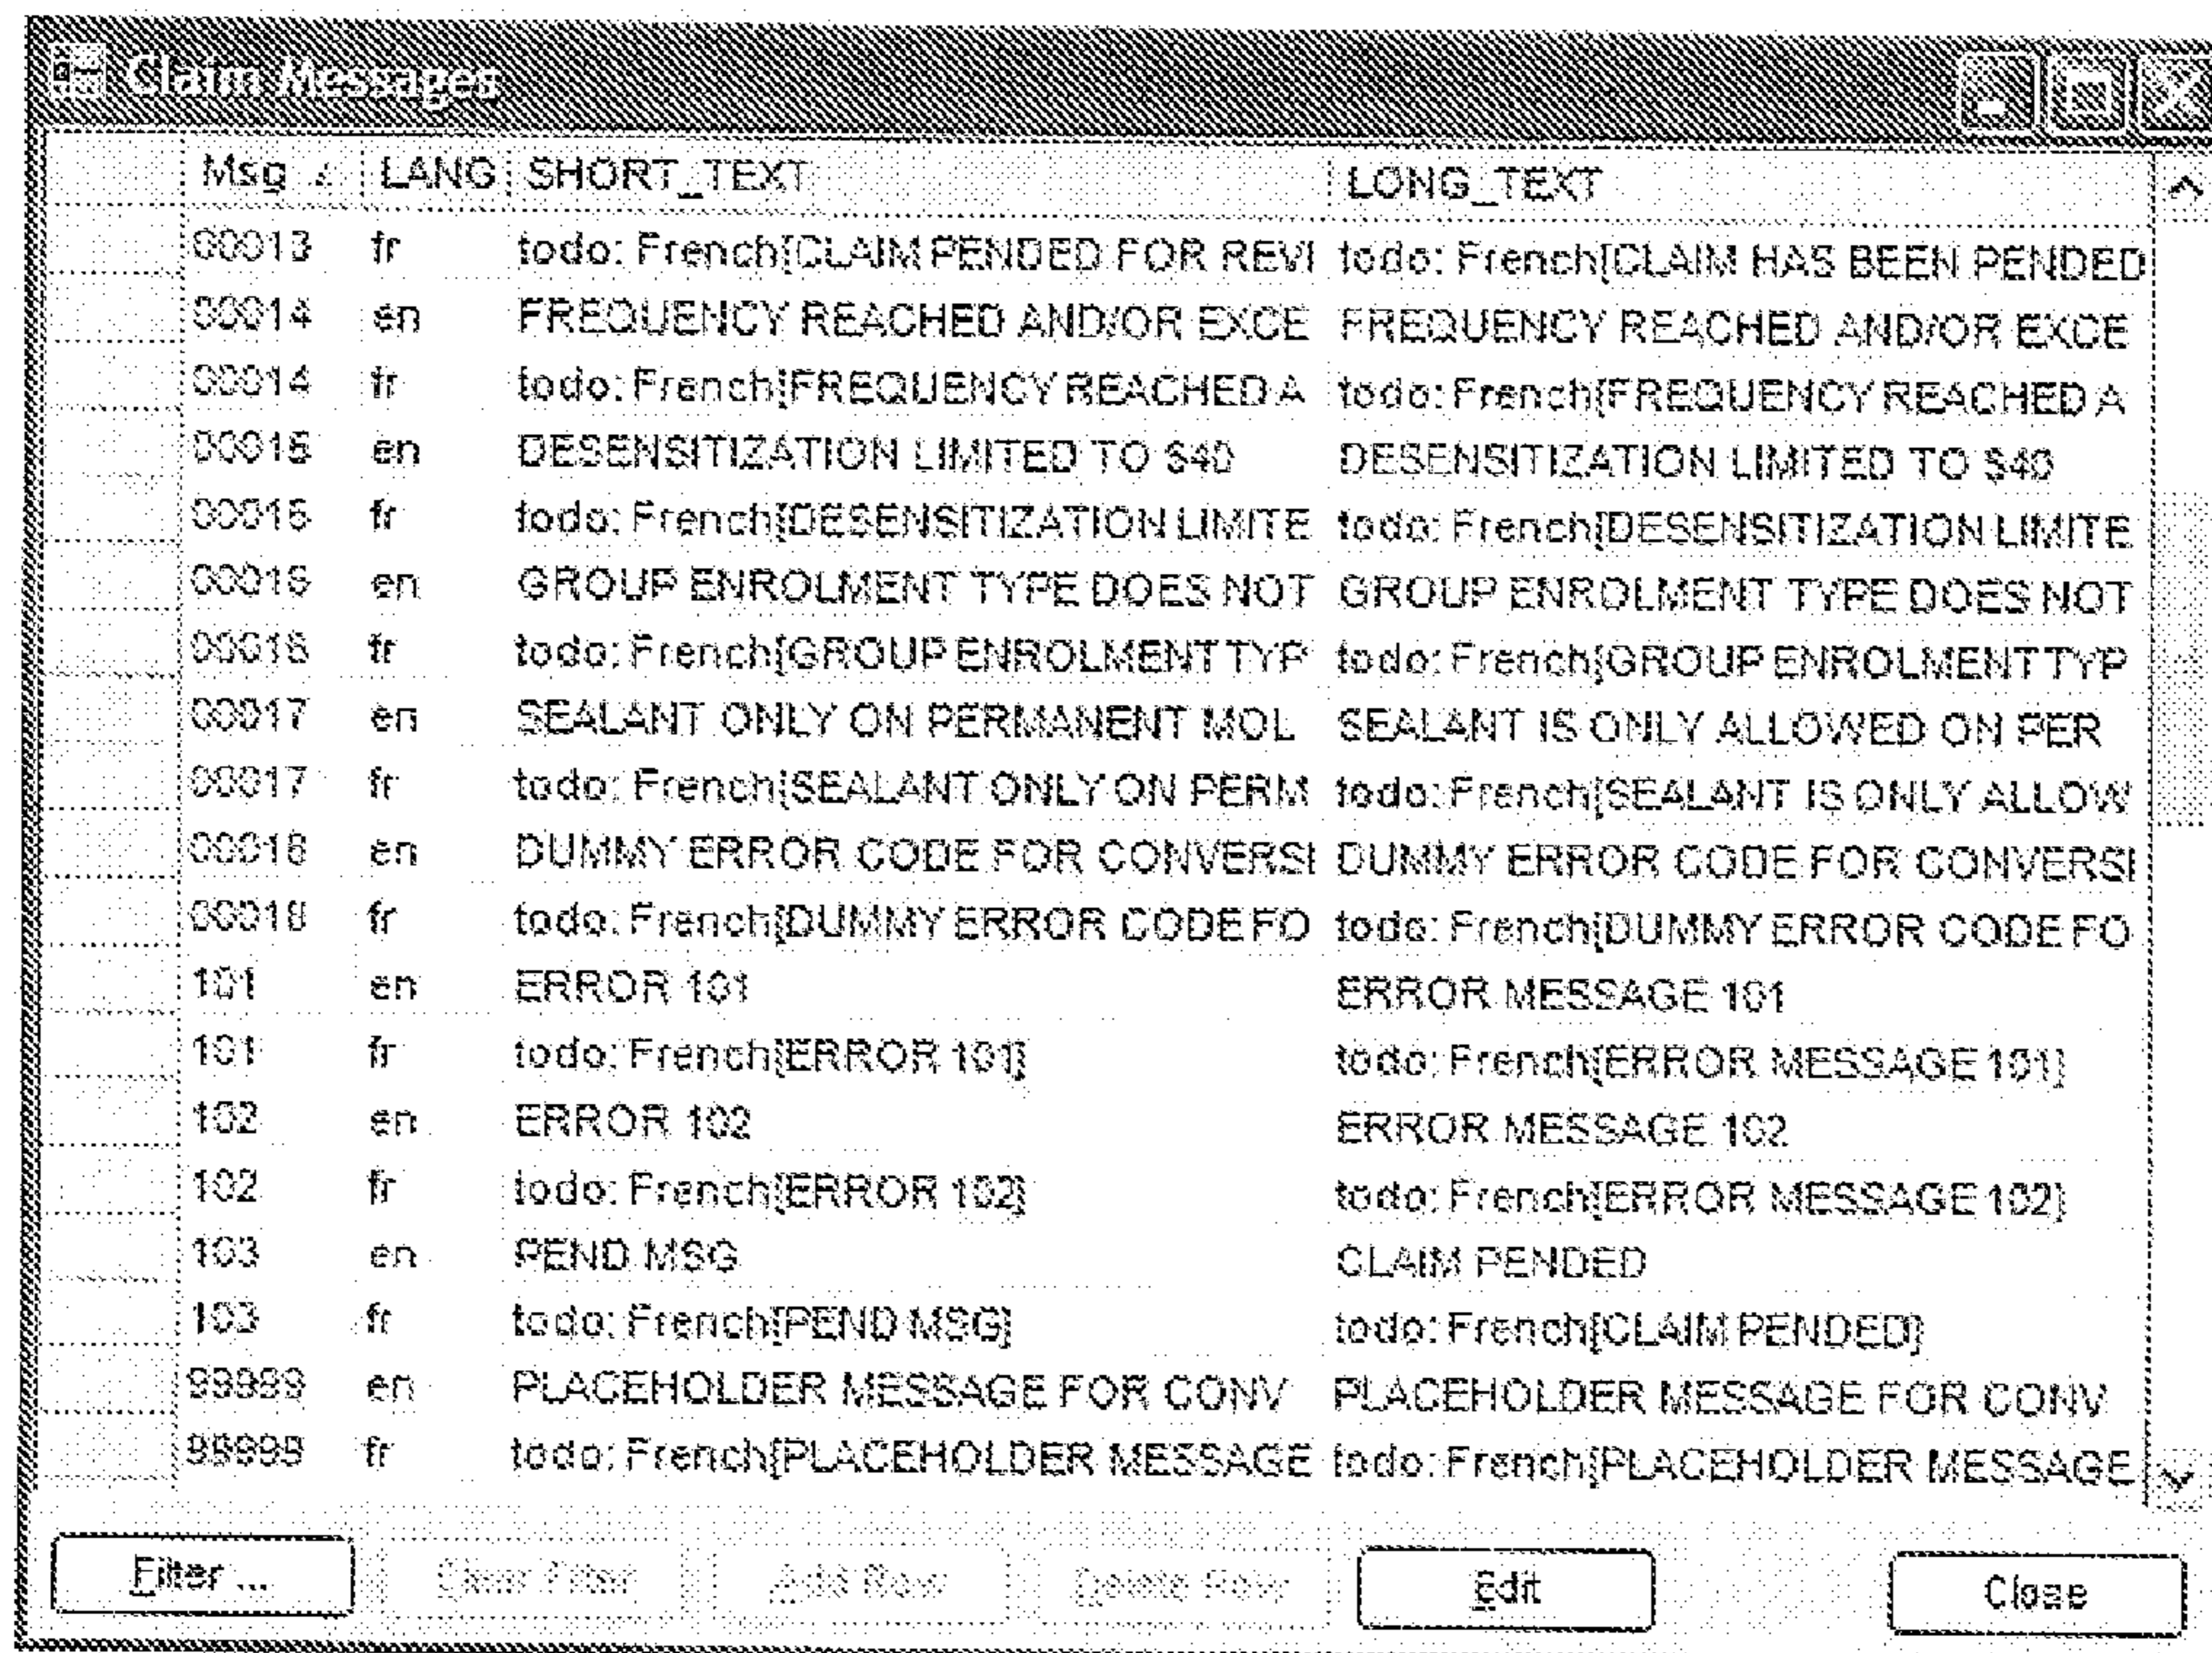 Claim Messages
Msg LANG SHORT_TEXT LONG_TEXT
00013 fr todo: French[CLAIM PENDED FOR REVI todo: French[CLAIM HAS BEEN PENDED
00014 en FREQUENCY REACHED AND/OR EXCE FREQUENCY REACHED AND/OR EXCE
00014 fr todo: French[FREQUENCY REACHED A todo: French[FREQUENCY REACHED A
00015 en DESENSITIZATION LIMITED TO $40 DESENSITIZATION LIMITED TO $40
00015 fr todo: French[DESENSITIZATION LIMITE todo: French[DESENSITIZATION LIMITE
00016 en GROUP ENROLMENT TYPE DOES NOT GROUP ENROLMENT TYPE DOES NOT
00016 fr todo: French[GROUP ENROLMENT TYP todo: French[GROUP ENROLMENT TYP
00017 en SEALANT ONLY ON PERMANENT MOL SEALANT IS ONLY ALLOWED ON PER
00017 fr todo: French[SEALANT ONLY ON PERM todo: French[SEALANT IS ONLY ALLOW
00018 en DUMMY ERROR CODE FOR CONVERSI DUMMY ERROR CODE FOR CONVERSI
00018 fr todo: French[DUMMY ERROR CODE FO todo: French[DUMMY ERROR CODE FO
101 en ERROR 101 ERROR MESSAGE 101
101 fr todo: French[ERROR 101] todo: French[ERROR MESSAGE 101]
102 en ERROR 102 ERROR MESSAGE 102
102 fr todo: French[ERROR 102] todo: French[ERROR MESSAGE 102]
103 en PEND MSG CLAIM PENDED
103 fr todo: French[PEND MSG] todo: French[CLAIM PENDED]
99999 en PLACEHOLDER MESSAGE FOR CONV PLACEHOLDER MESSAGE FOR CONV
99999 fr todo: French[PLACEHOLDER MESSAGE todo: French[PLACEHOLDER MESSAGE
Filter ... Clear Filter Add Row Delete Row Edit Close